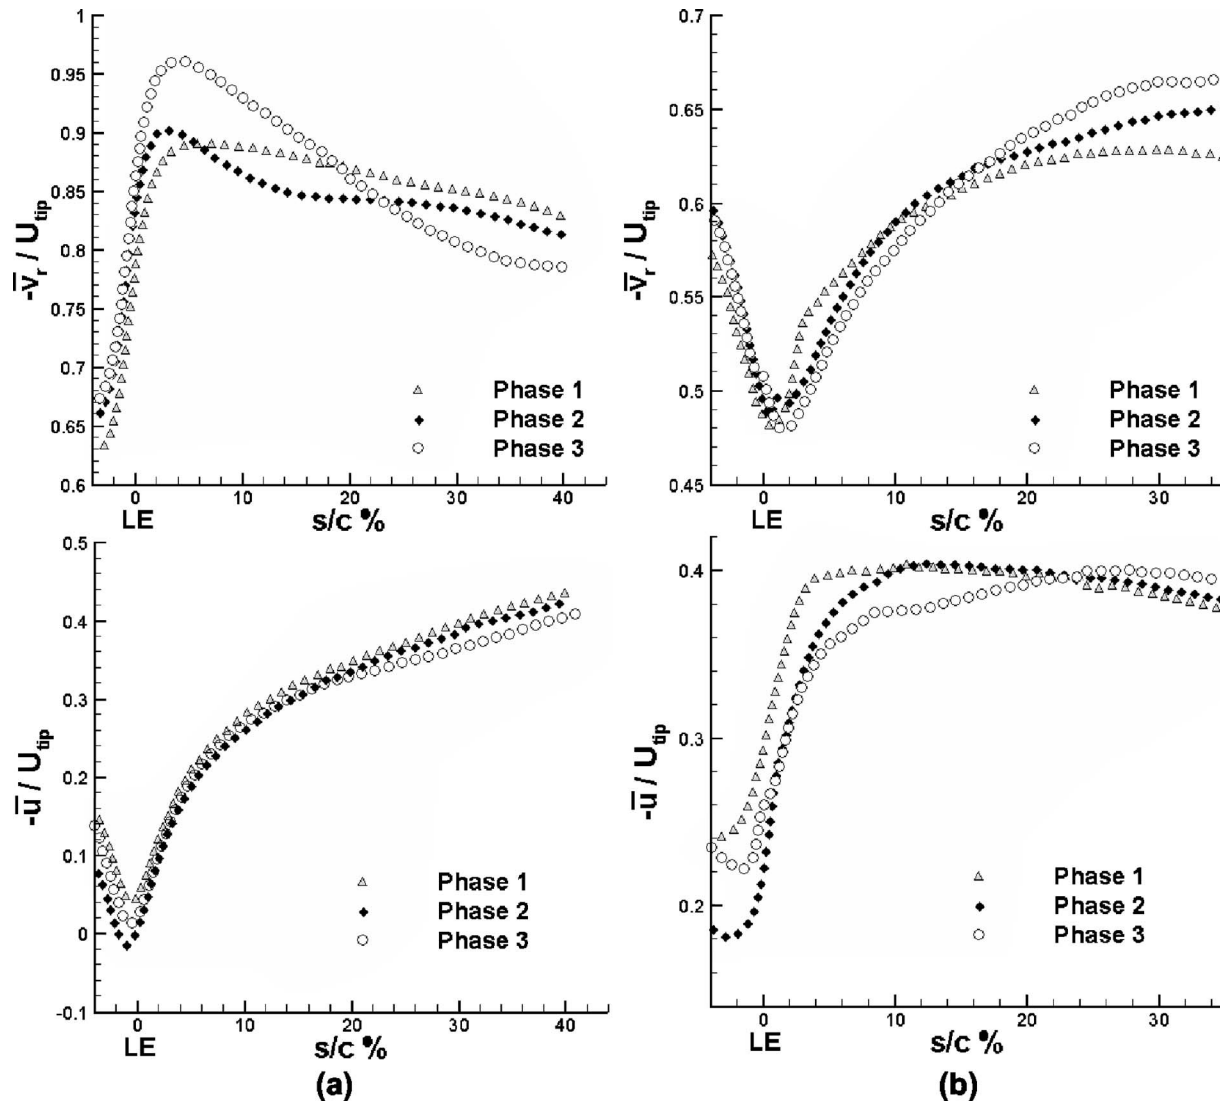 1
0.95
0.9
0.85
0.8
0.75
0.7
0.65
0.6
-v̅r / Utip
Phase 1
Phase 2
Phase 3
0 10 20 30 40
LE s/c %
0.7
0.65
0.6
0.55
0.5
0.45
-v̅r / Utip
Phase 1
Phase 2
Phase 3
0 10 20 30
LE s/c %
0.5
0.4
0.3
0.2
0.1
0
-0.1
-u̅ / Utip
Phase 1
Phase 2
Phase 3
0 10 20 30 40
LE s/c %
(a)
0.4
0.3
0.2
-u̅ / Utip
Phase 1
Phase 2
Phase 3
0 10 20 30
LE s/c %
(b)